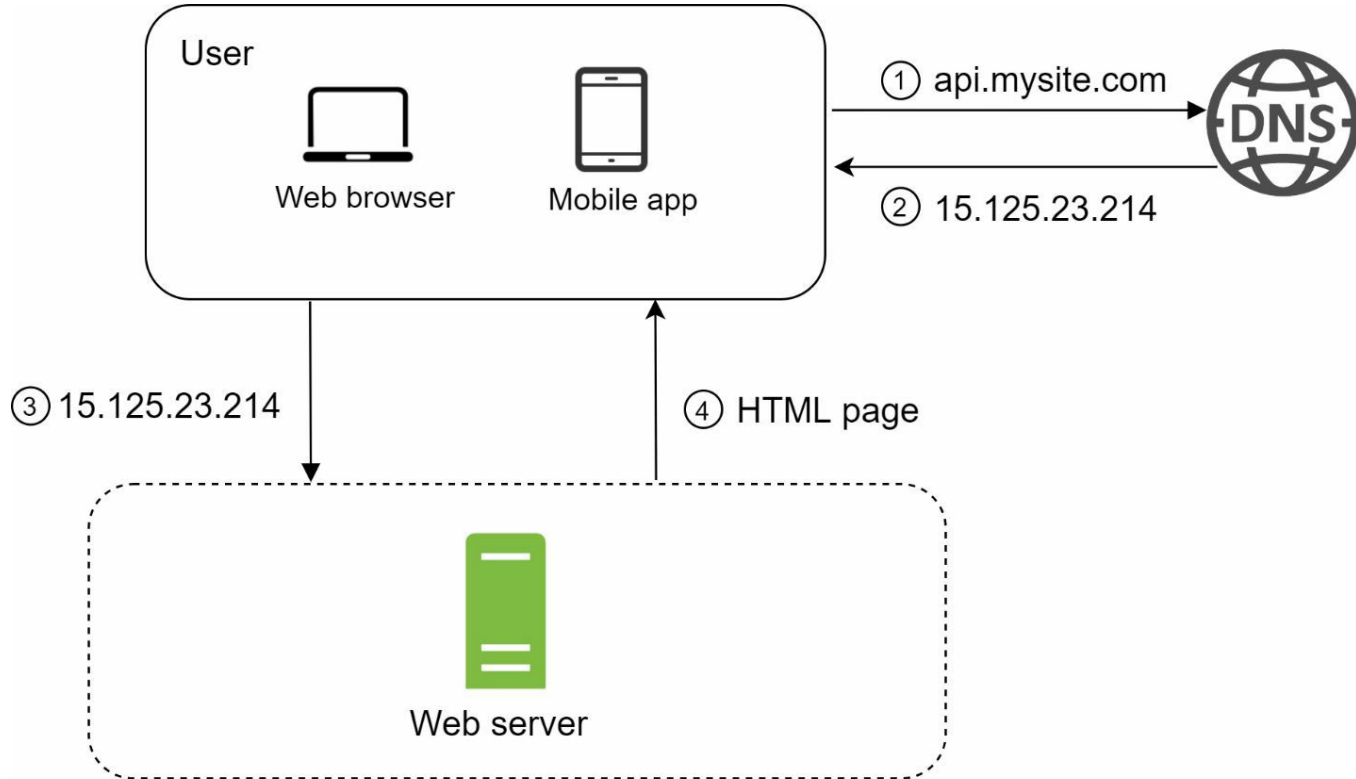 User
Web browser
Mobile app
① api.mysite.com
DNS
② 15.125.23.214
③ 15.125.23.214
④ HTML page
Web server